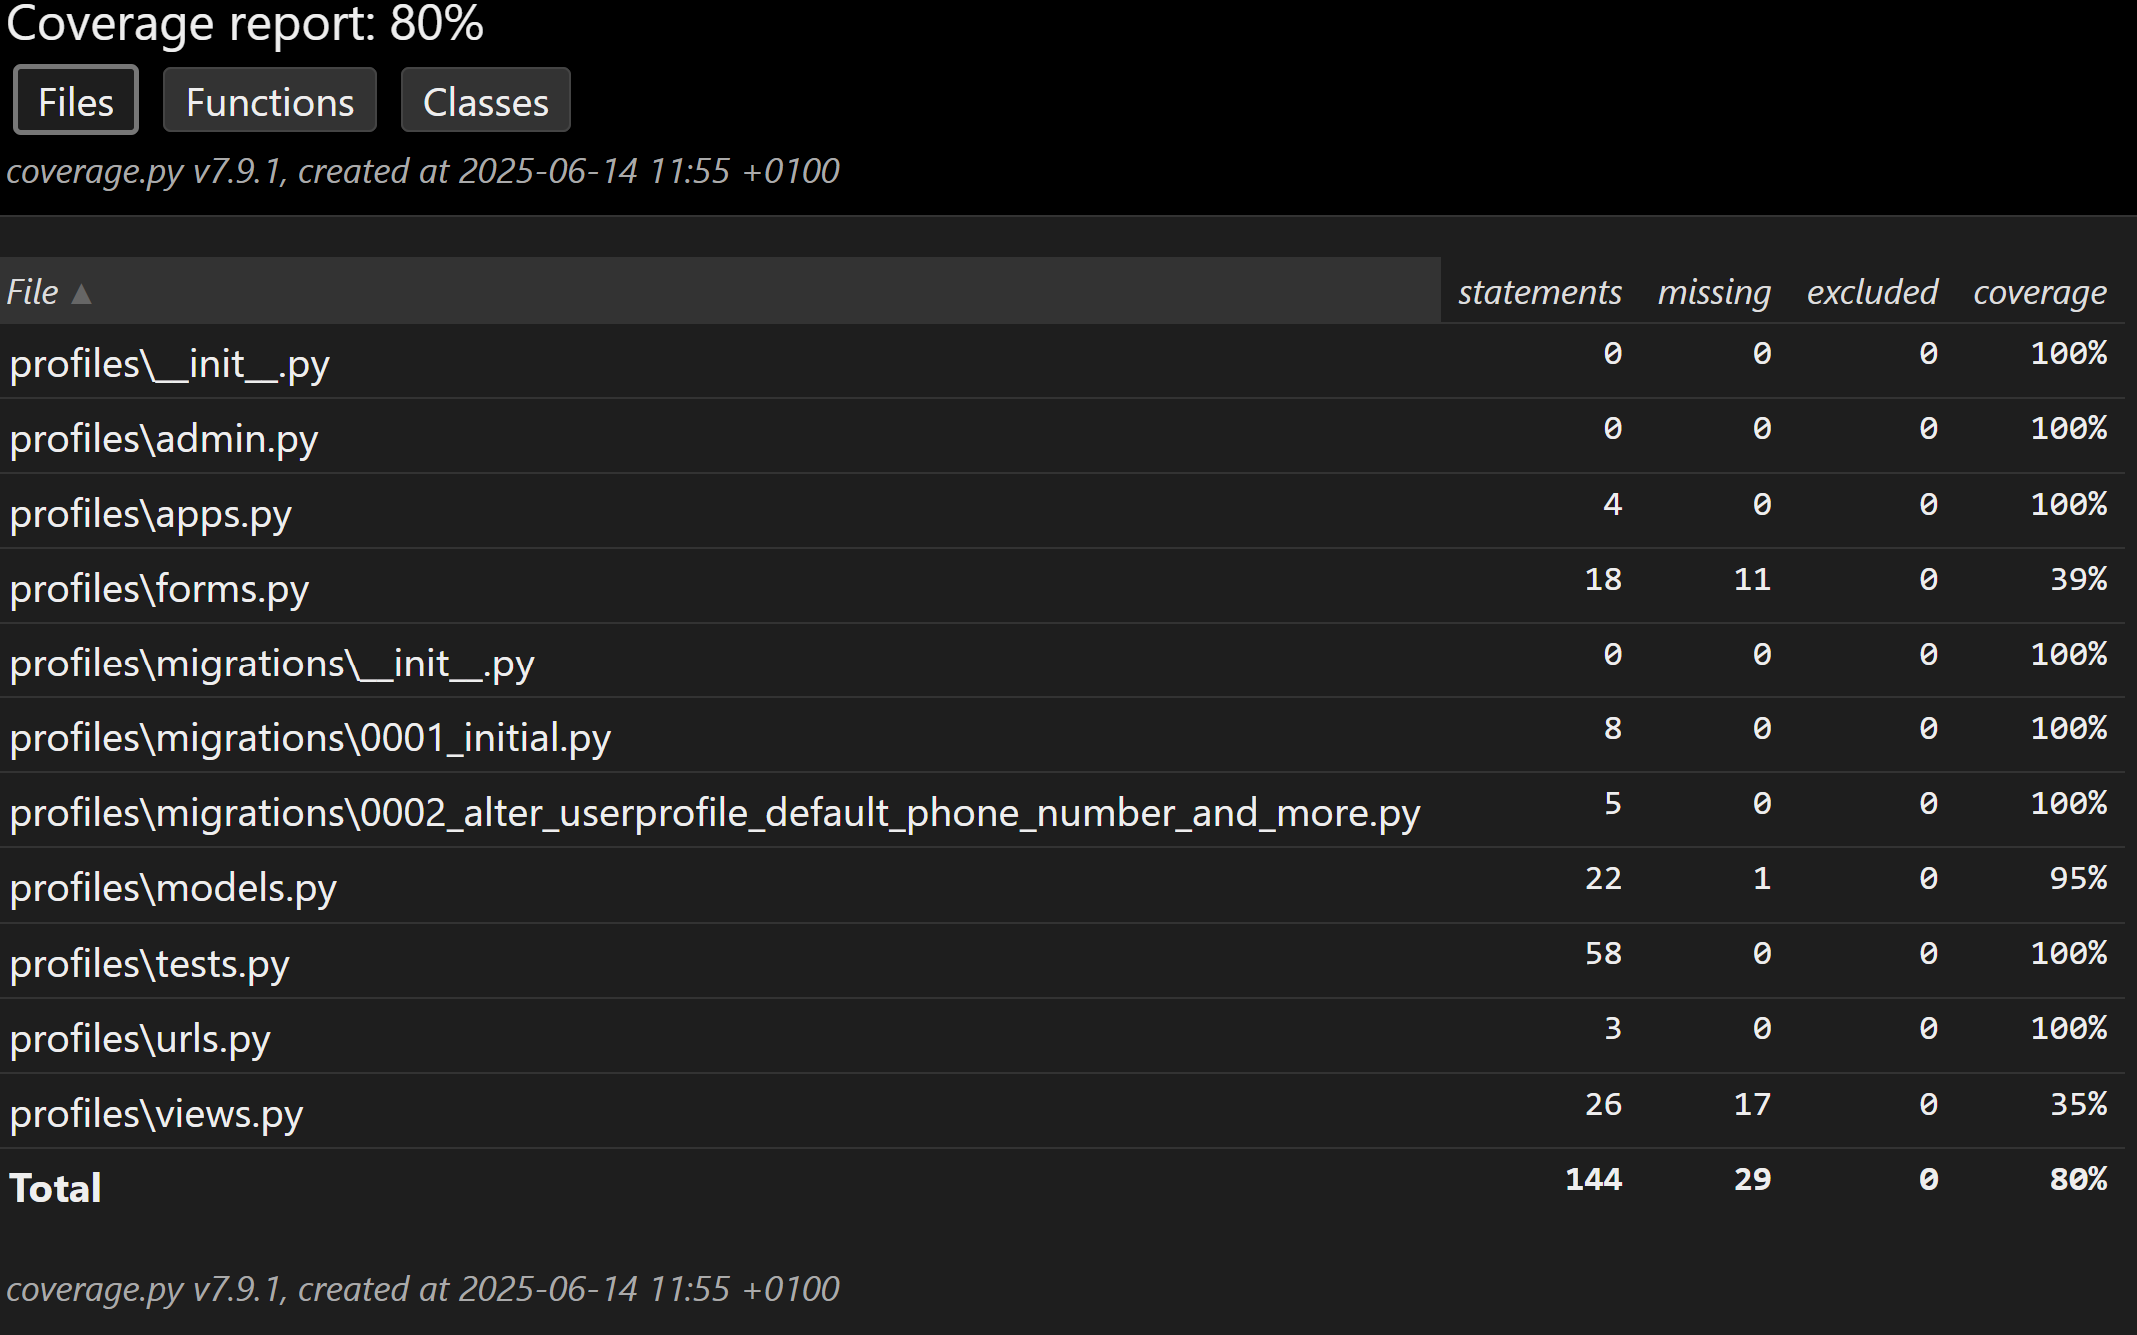 Coverage report: 80%
Files Functions Classes
coverage.py v7.9.1, created at 2025-06-14 11:55 +0100
File ▲ statements missing excluded coverage
profiles\__init__.py 0 0 0 100%
profiles\admin.py 0 0 0 100%
profiles\apps.py 4 0 0 100%
profiles\forms.py 18 11 0 39%
profiles\migrations\__init__.py 0 0 0 100%
profiles\migrations\0001_initial.py 8 0 0 100%
profiles\migrations\0002_alter_userprofile_default_phone_number_and_more.py 5 0 0 100%
profiles\models.py 22 1 0 95%
profiles\tests.py 58 0 0 100%
profiles\urls.py 3 0 0 100%
profiles\views.py 26 17 0 35%
Total 144 29 0 80%
coverage.py v7.9.1, created at 2025-06-14 11:55 +0100